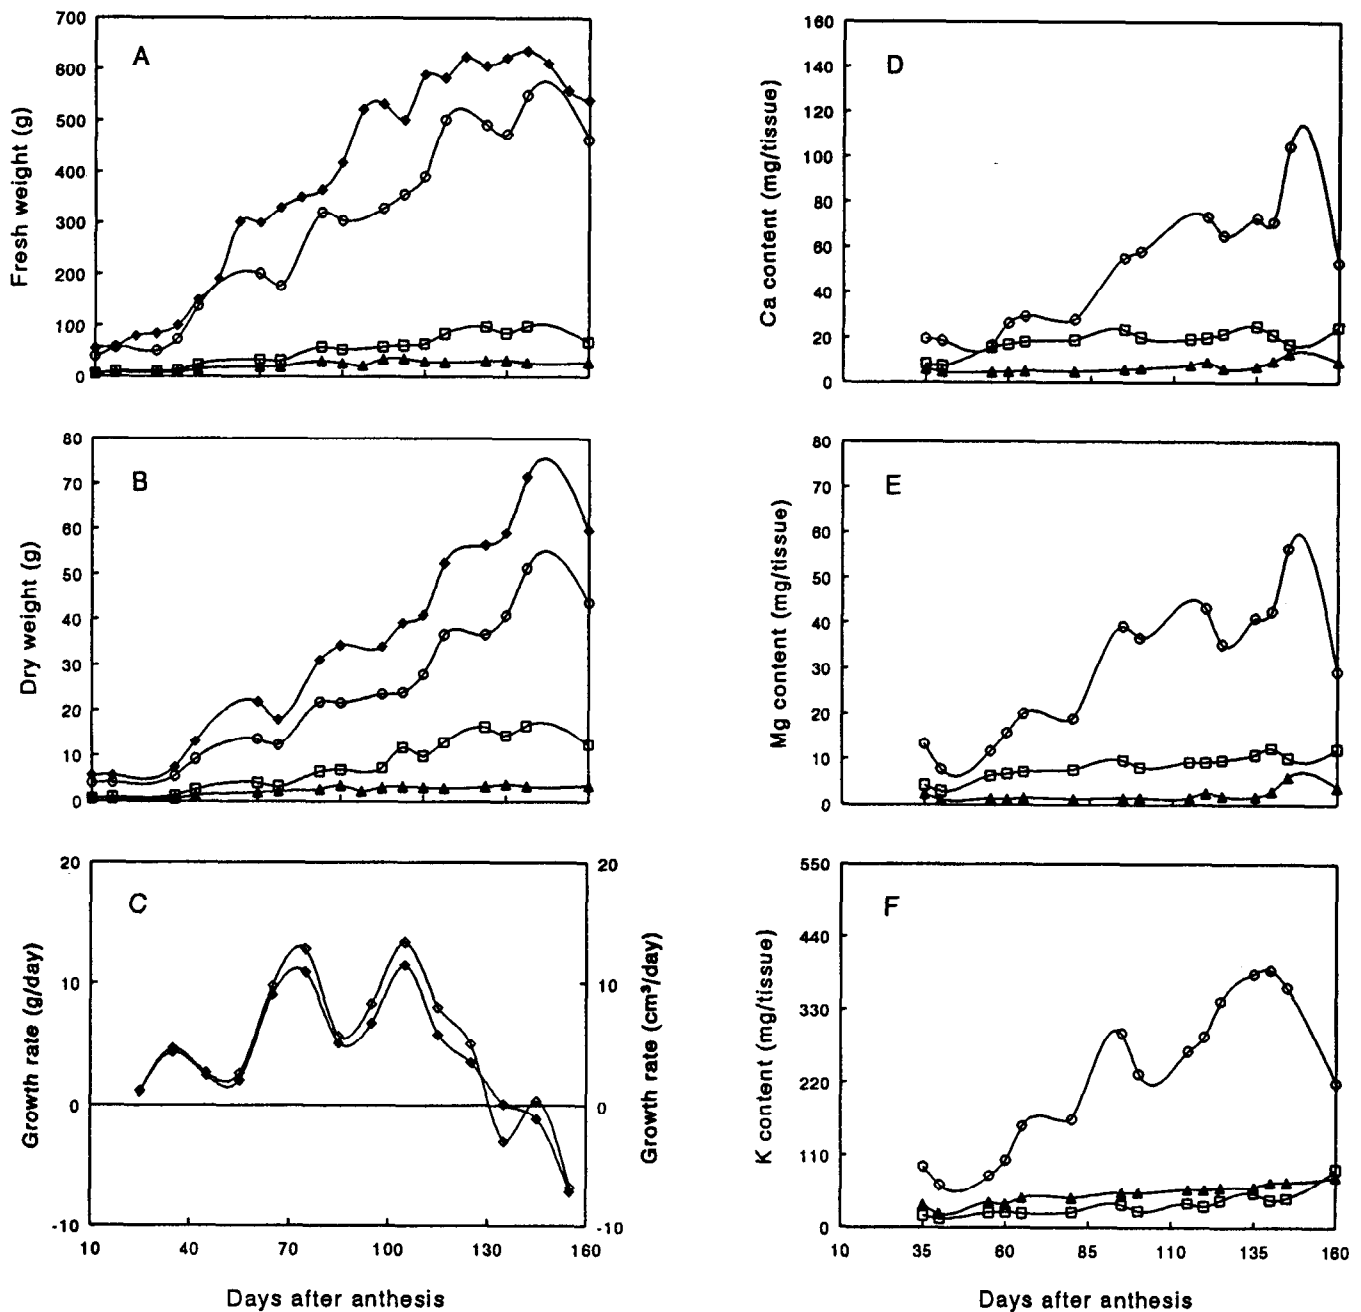 A
Fresh weight (g)
700
600
500
400
300
200
100
0
D
Ca content (mg/tissue)
160
140
120
100
80
60
40
20
0
B
Dry weight (g)
80
70
60
50
40
30
20
10
0
E
Mg content (mg/tissue)
80
70
60
50
40
30
20
10
0
C
Growth rate (g/day)
20
10
0
-10
20
10
0
-10
Growth rate (cm³/day)
10 40 70 100 130 160
Days after anthesis
F
K content (mg/tissue)
550
440
330
220
110
0
10 35 60 85 110 135 160
Days after anthesis